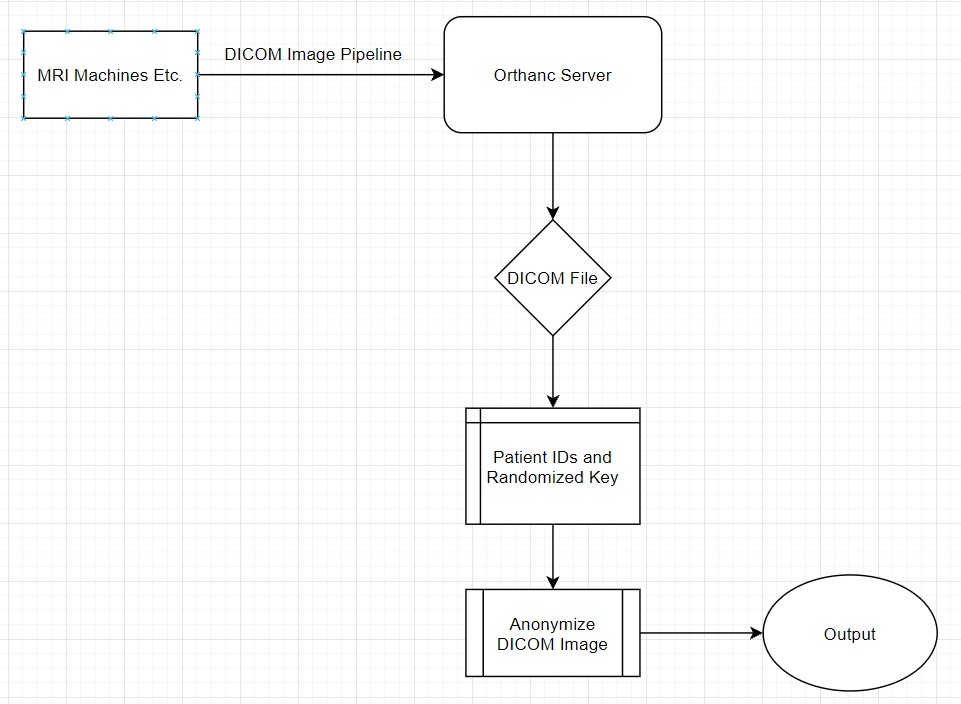 MRI Machines Etc.
DICOM Image Pipeline
Orthanc Server
DICOM File
Patient IDs and
Randomized Key
Anonymize
DICOM Image
Output